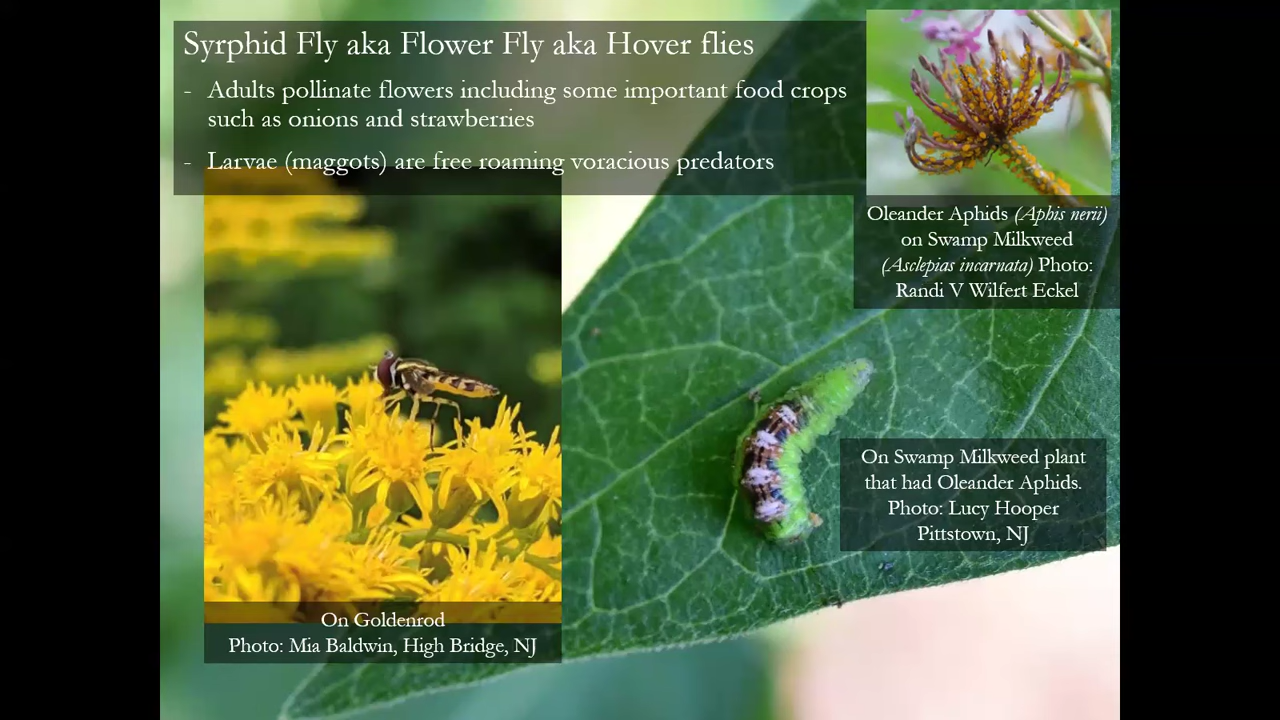 Syrphid Fly aka Flower Fly aka Hover flies
- Adults pollinate flowers including some important food crops
such as onions and strawberries
- Larvae (maggots) are free roaming voracious predators
Oleander Aphids (Aphis nerii)
on Swamp Milkweed
(Asclepias incarnata) Photo:
Randi V Wilfert Eckel
On Swamp Milkweed plant
that had Oleander Aphids.
Photo: Lucy Hooper
Pittstown, NJ
On Goldenrod
Photo: Mia Baldwin, High Bridge, NJ